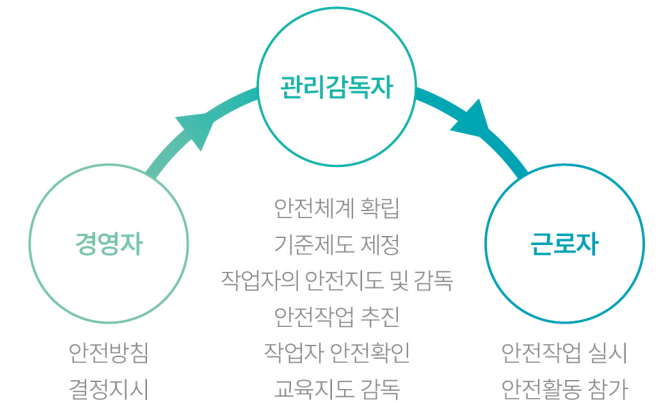 관리감독자
경영자
근로자
안전체계 확립
기준제도 제정
작업자의 안전지도 및 감독
안전작업 추진
작업자 안전확인
교육지도 감독
안전방침
결정지시
안전작업 실시
안전활동 참가